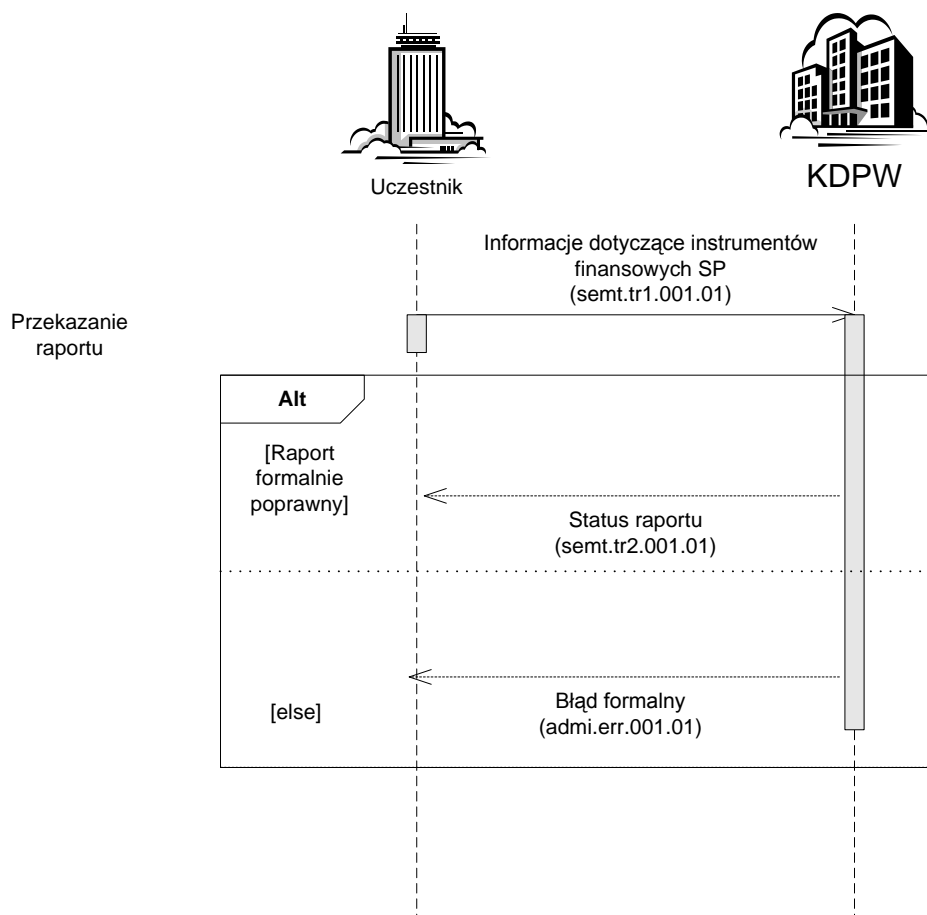 Uczestnik
KDPW
Informacje dotyczące instrumentów
finansowych SP
(semt.tr1.001.01)
Przekazanie
raportu
Alt
[Raport
formalnie
poprawny]
Status raportu
(semt.tr2.001.01)
[else]
Błąd formalny
(admi.err.001.01)